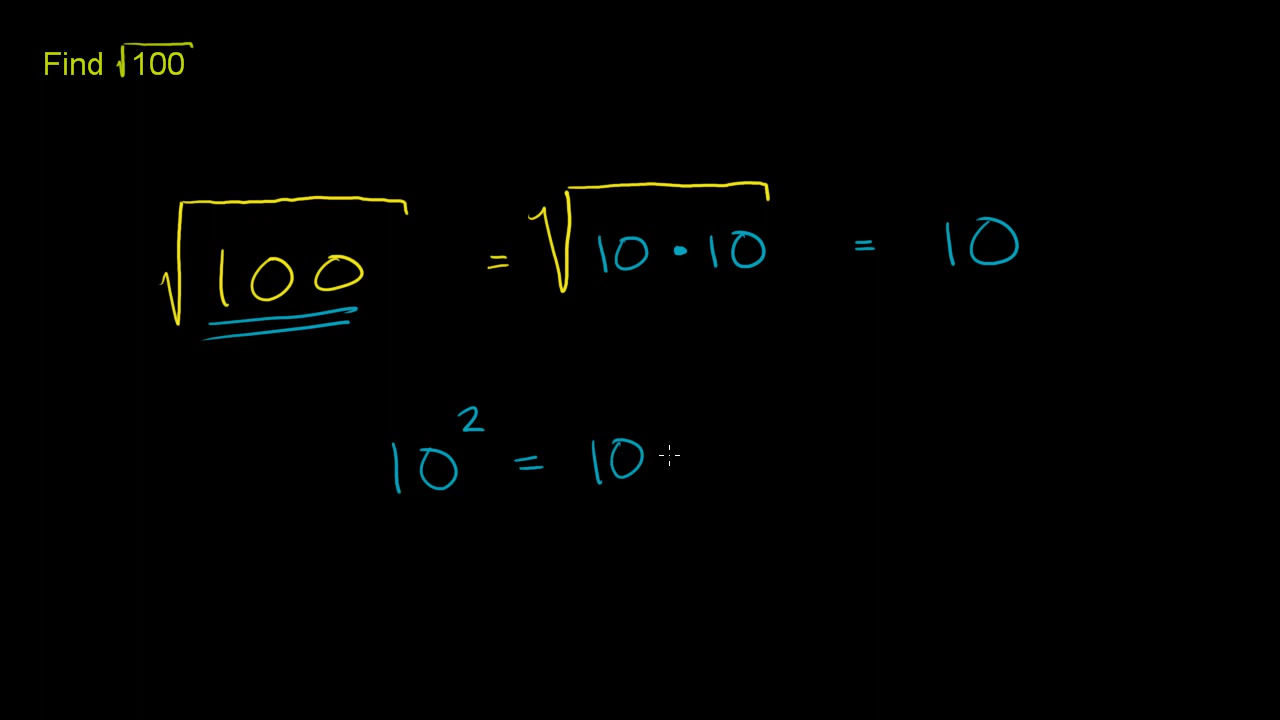 Find √100
√100 = √10 · 10 = 10
10² = 10